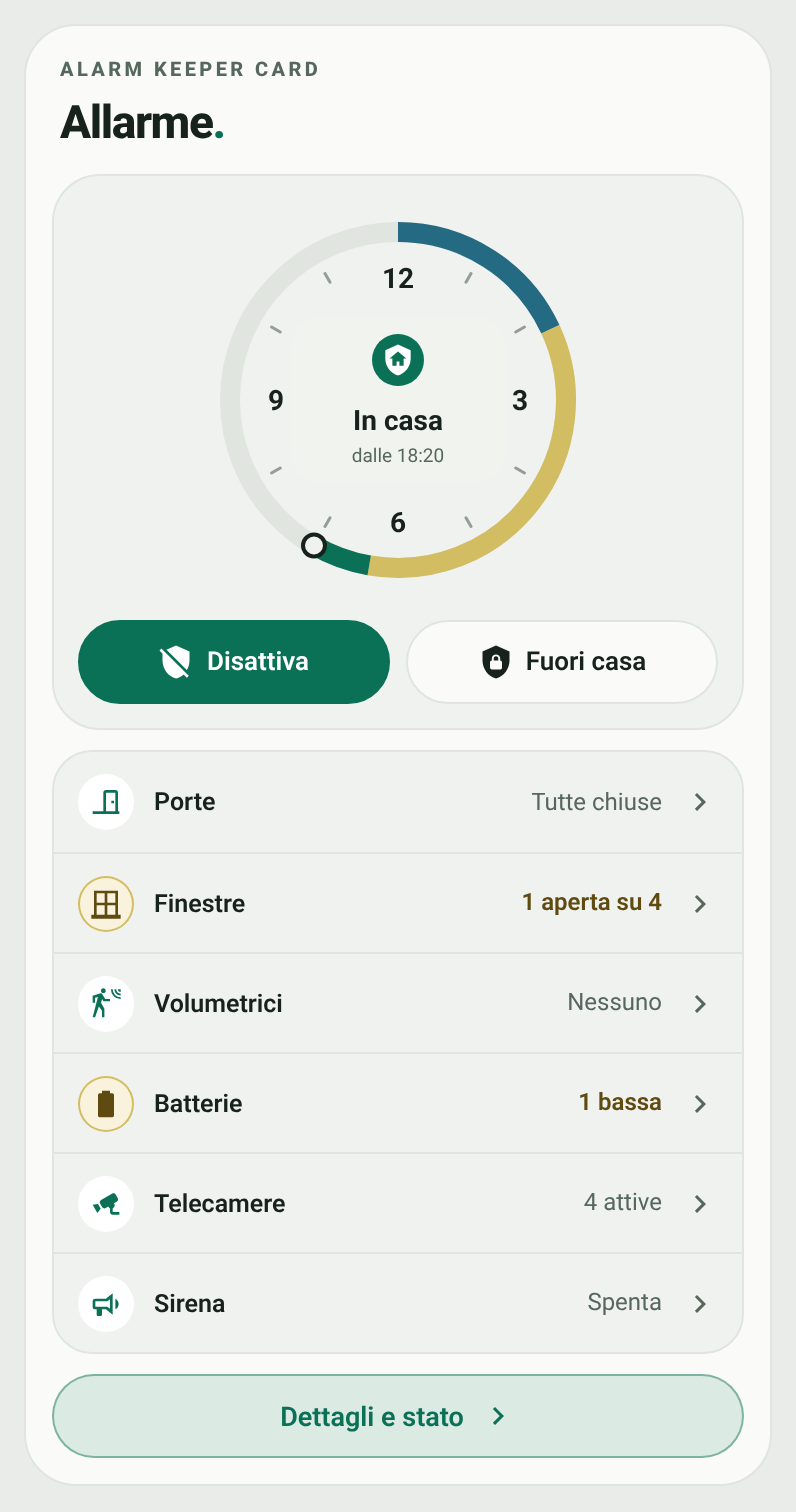 ALARM KEEPER CARD
Allarme.
12
9
3
In casa
dalle 18:20
6
Disattiva
Fuori casa
Porte
Tutte chiuse
Finestre
1 aperta su 4
Volumetrici
Nessuno
Batterie
1 bassa
Telecamere
4 attive
Sirena
Spenta
Dettagli e stato